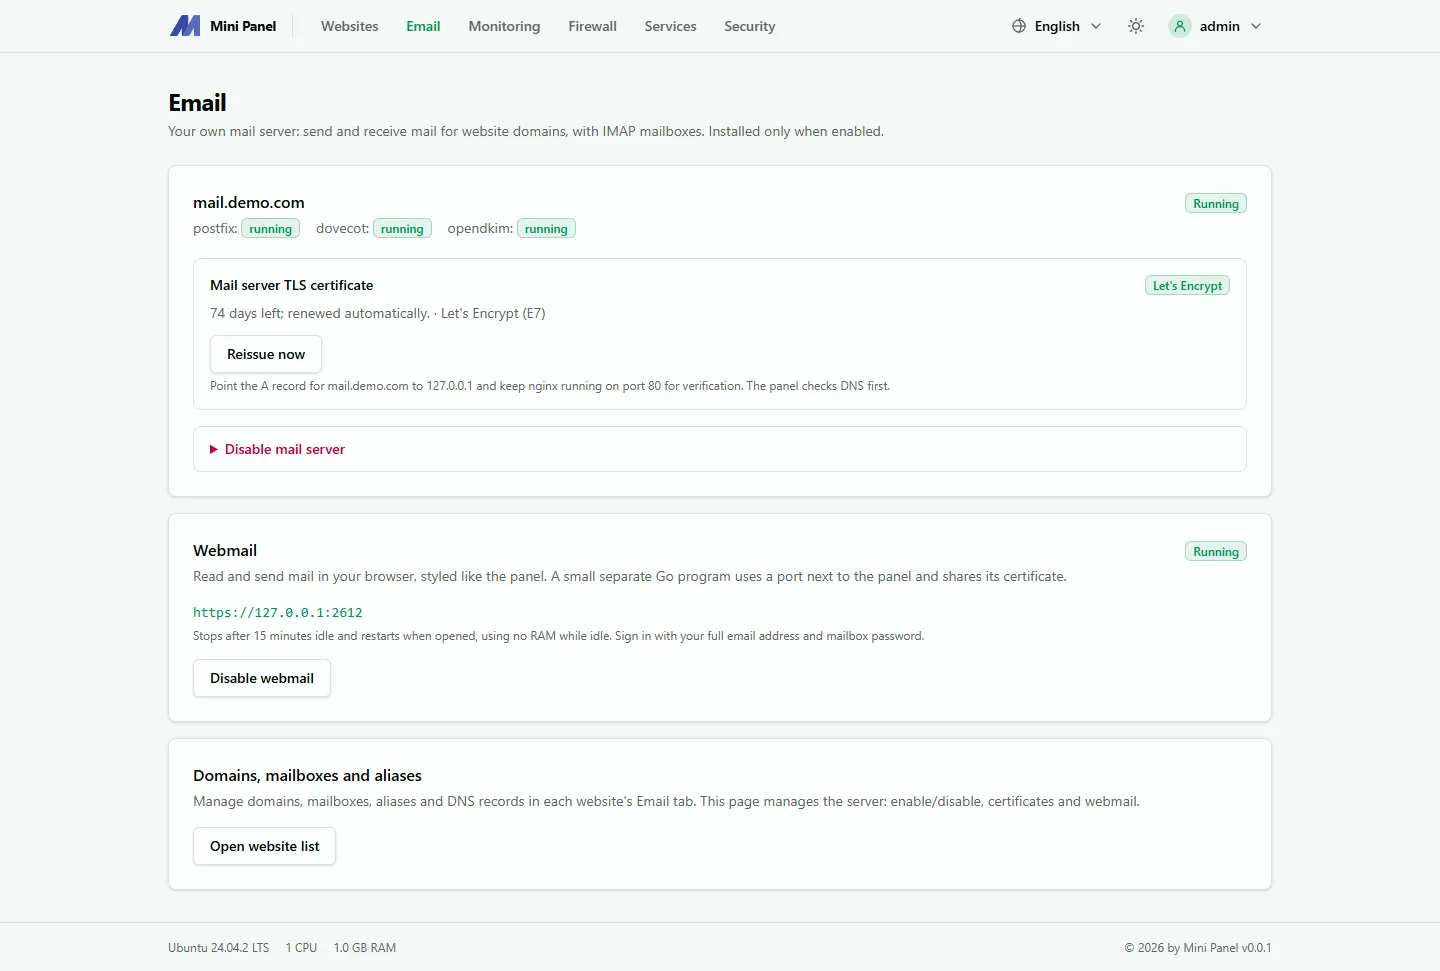 Mini Panel
Websites
Email
Monitoring
Firewall
Services
Security
English
admin
Email
Your own mail server: send and receive mail for website domains, with IMAP mailboxes. Installed only when enabled.
mail.demo.com
Running
postfix: running dovecot: running opendkim: running
Mail server TLS certificate
Let's Encrypt
74 days left; renewed automatically. · Let's Encrypt (E7)
Reissue now
Point the A record for mail.demo.com to 127.0.0.1 and keep nginx running on port 80 for verification. The panel checks DNS first.
Disable mail server
Webmail
Running
Read and send mail in your browser, styled like the panel. A small separate Go program uses a port next to the panel and shares its certificate.
https://127.0.0.1:2612
Stops after 15 minutes idle and restarts when opened, using no RAM while idle. Sign in with your full email address and mailbox password.
Disable webmail
Domains, mailboxes and aliases
Manage domains, mailboxes, aliases and DNS records in each website's Email tab. This page manages the server: enable/disable, certificates and webmail.
Open website list
Ubuntu 24.04.2 LTS 1 CPU 1.0 GB RAM
© 2026 by Mini Panel v0.0.1